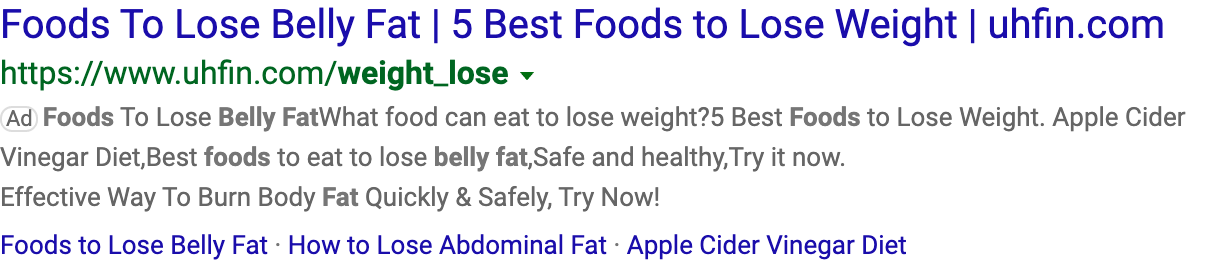 Foods To Lose Belly Fat | 5 Best Foods to Lose Weight | uhfin.com
https://www.uhfin.com/weight_lose
Ad Foods To Lose Belly FatWhat food can eat to lose weight?5 Best Foods to Lose Weight. Apple Cider
Vinegar Diet,Best foods to eat to lose belly fat,Safe and healthy,Try it now.
Effective Way To Burn Body Fat Quickly & Safely, Try Now!
Foods to Lose Belly Fat · How to Lose Abdominal Fat · Apple Cider Vinegar Diet